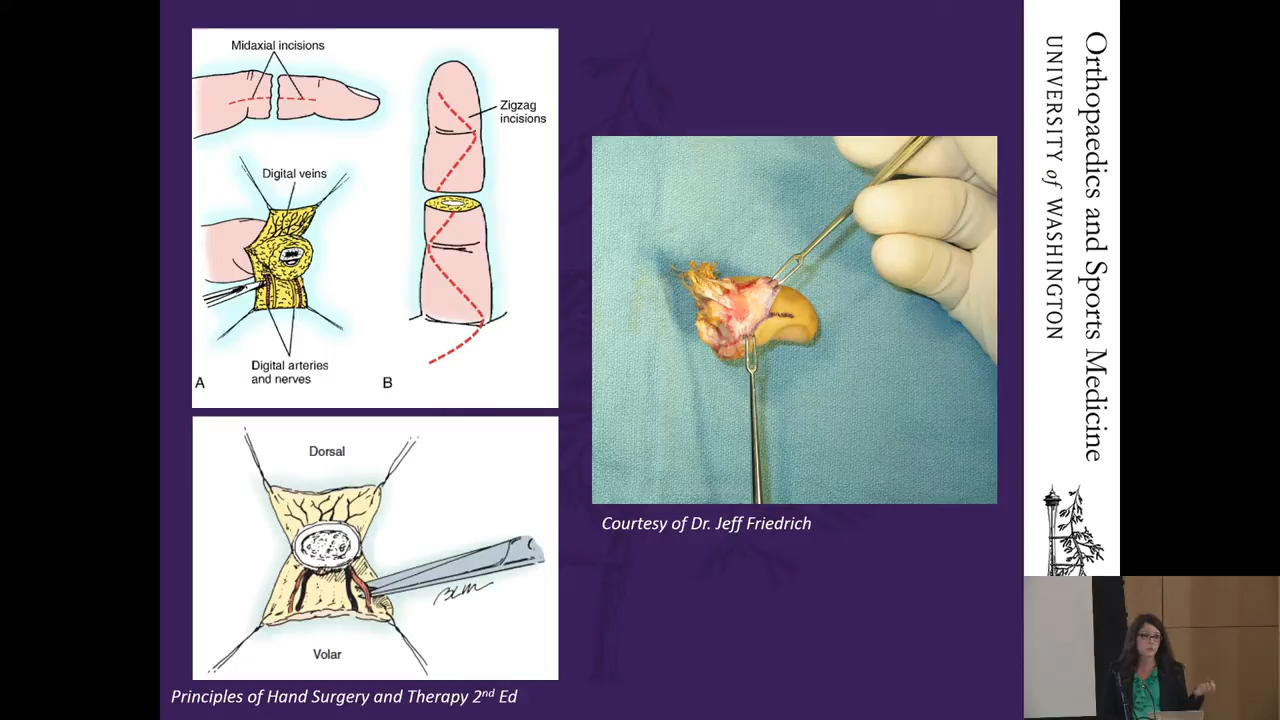 Midaxial incisions
Zigzag
incisions
Digital veins
Digital arteries
and nerves
A
B
Dorsal
Volar
Principles of Hand Surgery and Therapy 2nd Ed
Courtesy of Dr. Jeff Friedrich
Orthopaedics and Sports Medicine
UNIVERSITY of WASHINGTON